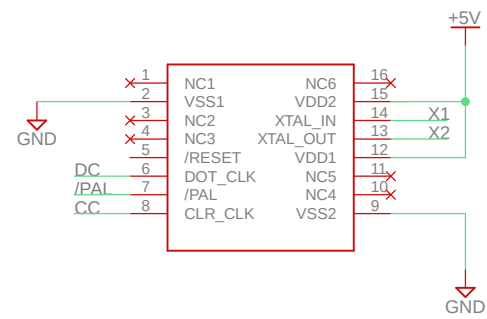 +5V
1 NC1 NC6 16
2 VSS1 VDD2 15
3 NC2 XTAL_IN 14 X1
GND 4 NC3 XTAL_OUT 13 X2
5 /RESET VDD1 12
DC 6 DOT_CLK NC5 11
/PAL 7 /PAL NC4 10
CC 8 CLR_CLK VSS2 9
GND